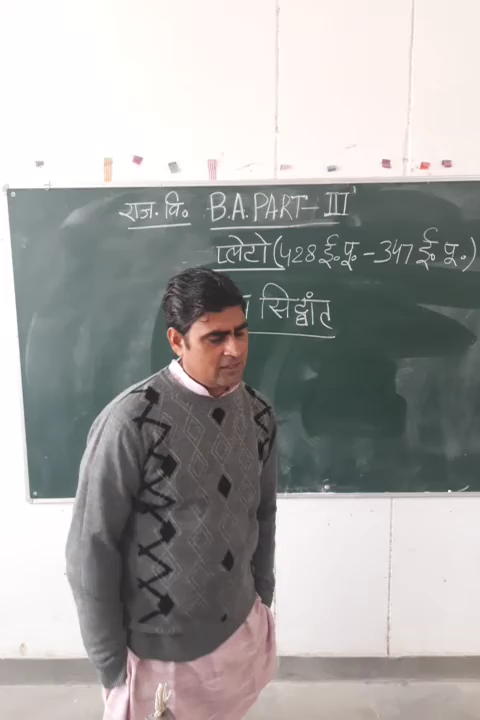 राज. वि. B.A. PART- III
प्लेटो (428 ई. पू. - 347 ई. पू.)
सिद्धांत